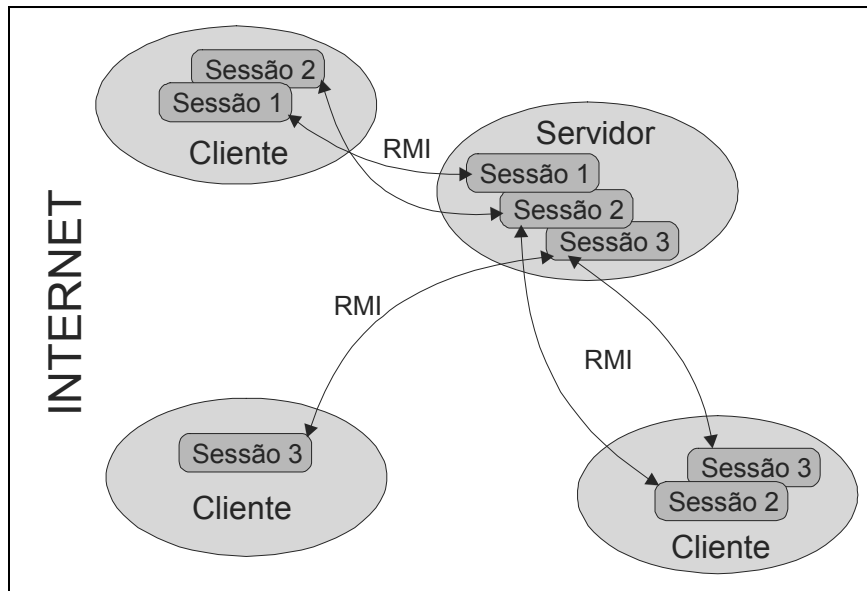 Sessão 2
Sessão 1
Cliente
RMI
Servidor
Sessão 1
Sessão 2
Sessão 3
INTERNET
RMI
RMI
Sessão 3
Cliente
Sessão 3
Sessão 2
Cliente